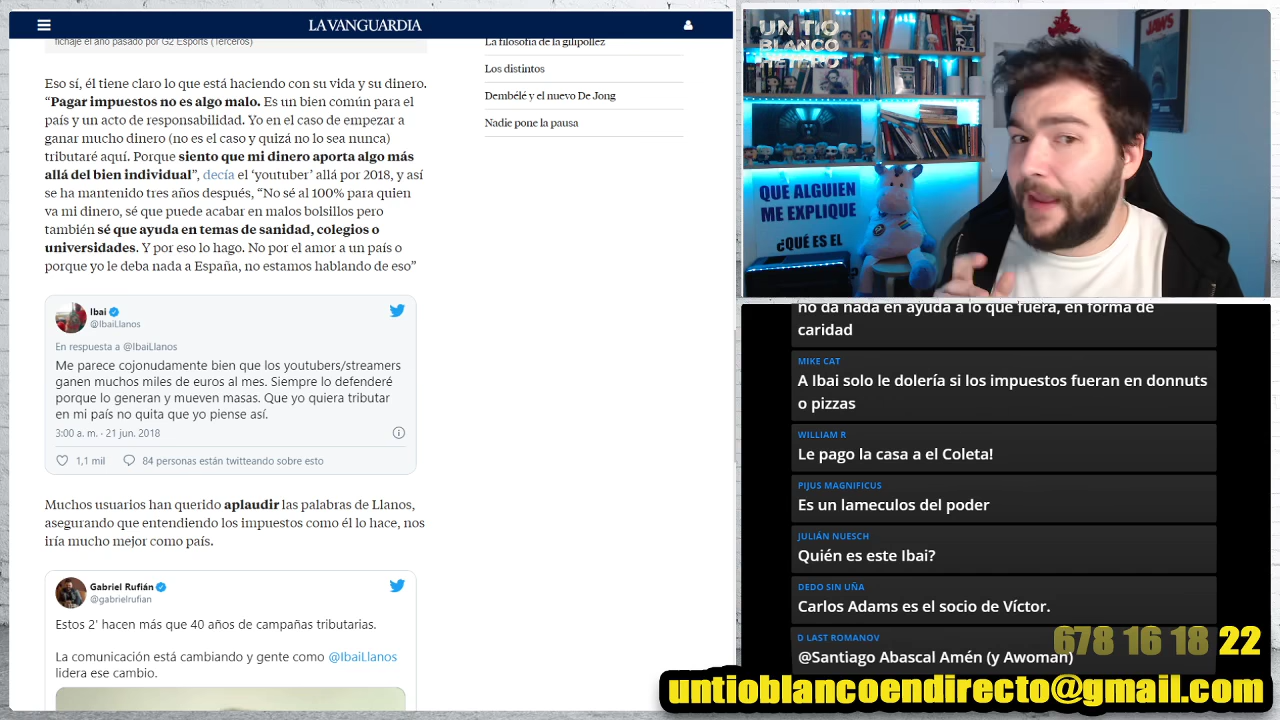 LA VANGUARDIA
fichaje el año pasado por G2 Esports (Terceros)
Eso sí, él tiene claro lo que está haciendo con su vida y su dinero.
“Pagar impuestos no es algo malo. Es un bien común para el
país y un acto de responsabilidad. Yo en el caso de empezar a
ganar mucho dinero (no es el caso y quizá no lo sea nunca)
tributaré aquí. Porque siento que mi dinero aporta algo más
allá del bien individual”, decía el ‘youtuber’ allá por 2018, y así
se ha mantenido tres años después, “No sé al 100% para quien
va mi dinero, sé que puede acabar en malos bolsillos pero
también sé que ayuda en temas de sanidad, colegios o
universidades. Y por eso lo hago. No por el amor a un país o
porque yo le deba nada a España, no estamos hablando de eso”
Ibai
@IbaiLlanos
En respuesta a @IbaiLlanos
Me parece cojonudamente bien que los youtubers/streamers
ganen muchos miles de euros al mes. Siempre lo defenderé
porque lo generan y mueven masas. Que yo quiera tributar
en mi país no quita que yo piense así.
3:00 a. m. · 21 jun. 2018
1,1 mil
84 personas están twitteando sobre esto
Muchos usuarios han querido aplaudir las palabras de Llanos,
asegurando que entendiendo los impuestos como él lo hace, nos
iría mucho mejor como país.
Gabriel Rufián
@gabrielrufian
Estos 2' hacen más que 40 años de campañas tributarias.
La comunicación está cambiando y gente como @IbaiLlanos
lidera ese cambio.
La filosofía de la gilipollez
Los distintos
Dembélé y el nuevo De Jong
Nadie pone la pausa
UN TIO
BLANCO
HETERO
QUE ALGUIEN
ME EXPLIQUE
¿QUÉ ES EL
no da nada en ayuda a lo que fuera, en forma de
caridad
MIKE CAT
A Ibai solo le dolería si los impuestos fueran en donnuts
o pizzas
WILLIAM R
Le pago la casa a el Coleta!
PIJUS MAGNIFICUS
Es un lameculos del poder
JULIÁN NUESCH
Quién es este Ibai?
DEDO SIN UÑA
Carlos Adams es el socio de Víctor.
D LAST ROMANOV
@Santiago Abascal Amén (y Awoman)
678 16 18 22
untioblancoendirecto@gmail.com